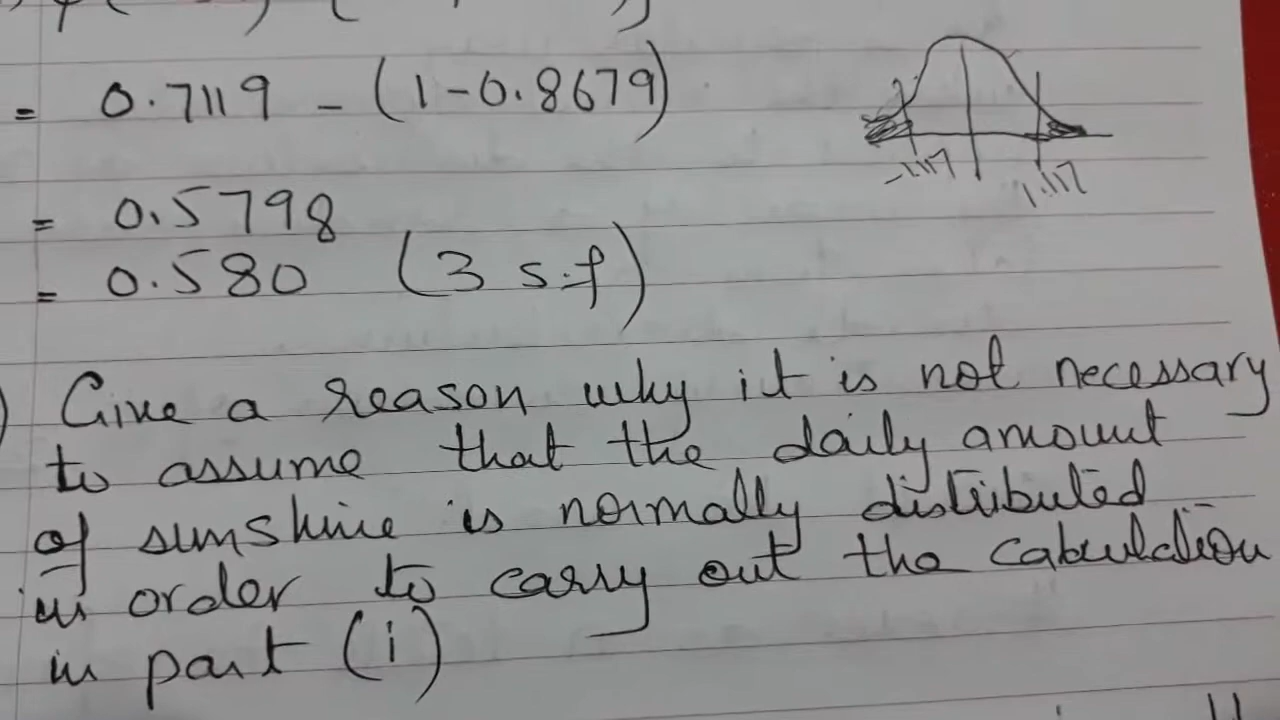 = 0.7119 - (1-0.8679)
-1.117 1.117
= 0.5798
= 0.580 (3 s.f)
) Give a reason why it is not necessary
to assume that the daily amount
of sunshine is normally distributed
in order to carry out the calculation
in part (i)